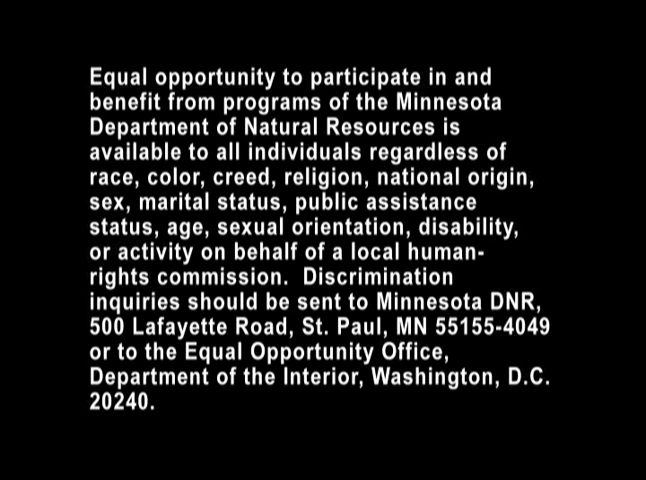 Equal opportunity to participate in and
benefit from programs of the Minnesota
Department of Natural Resources is
available to all individuals regardless of
race, color, creed, religion, national origin,
sex, marital status, public assistance
status, age, sexual orientation, disability,
or activity on behalf of a local human-
rights commission.  Discrimination
inquiries should be sent to Minnesota DNR,
500 Lafayette Road, St. Paul, MN 55155-4049
or to the Equal Opportunity Office,
Department of the Interior, Washington, D.C.
20240.